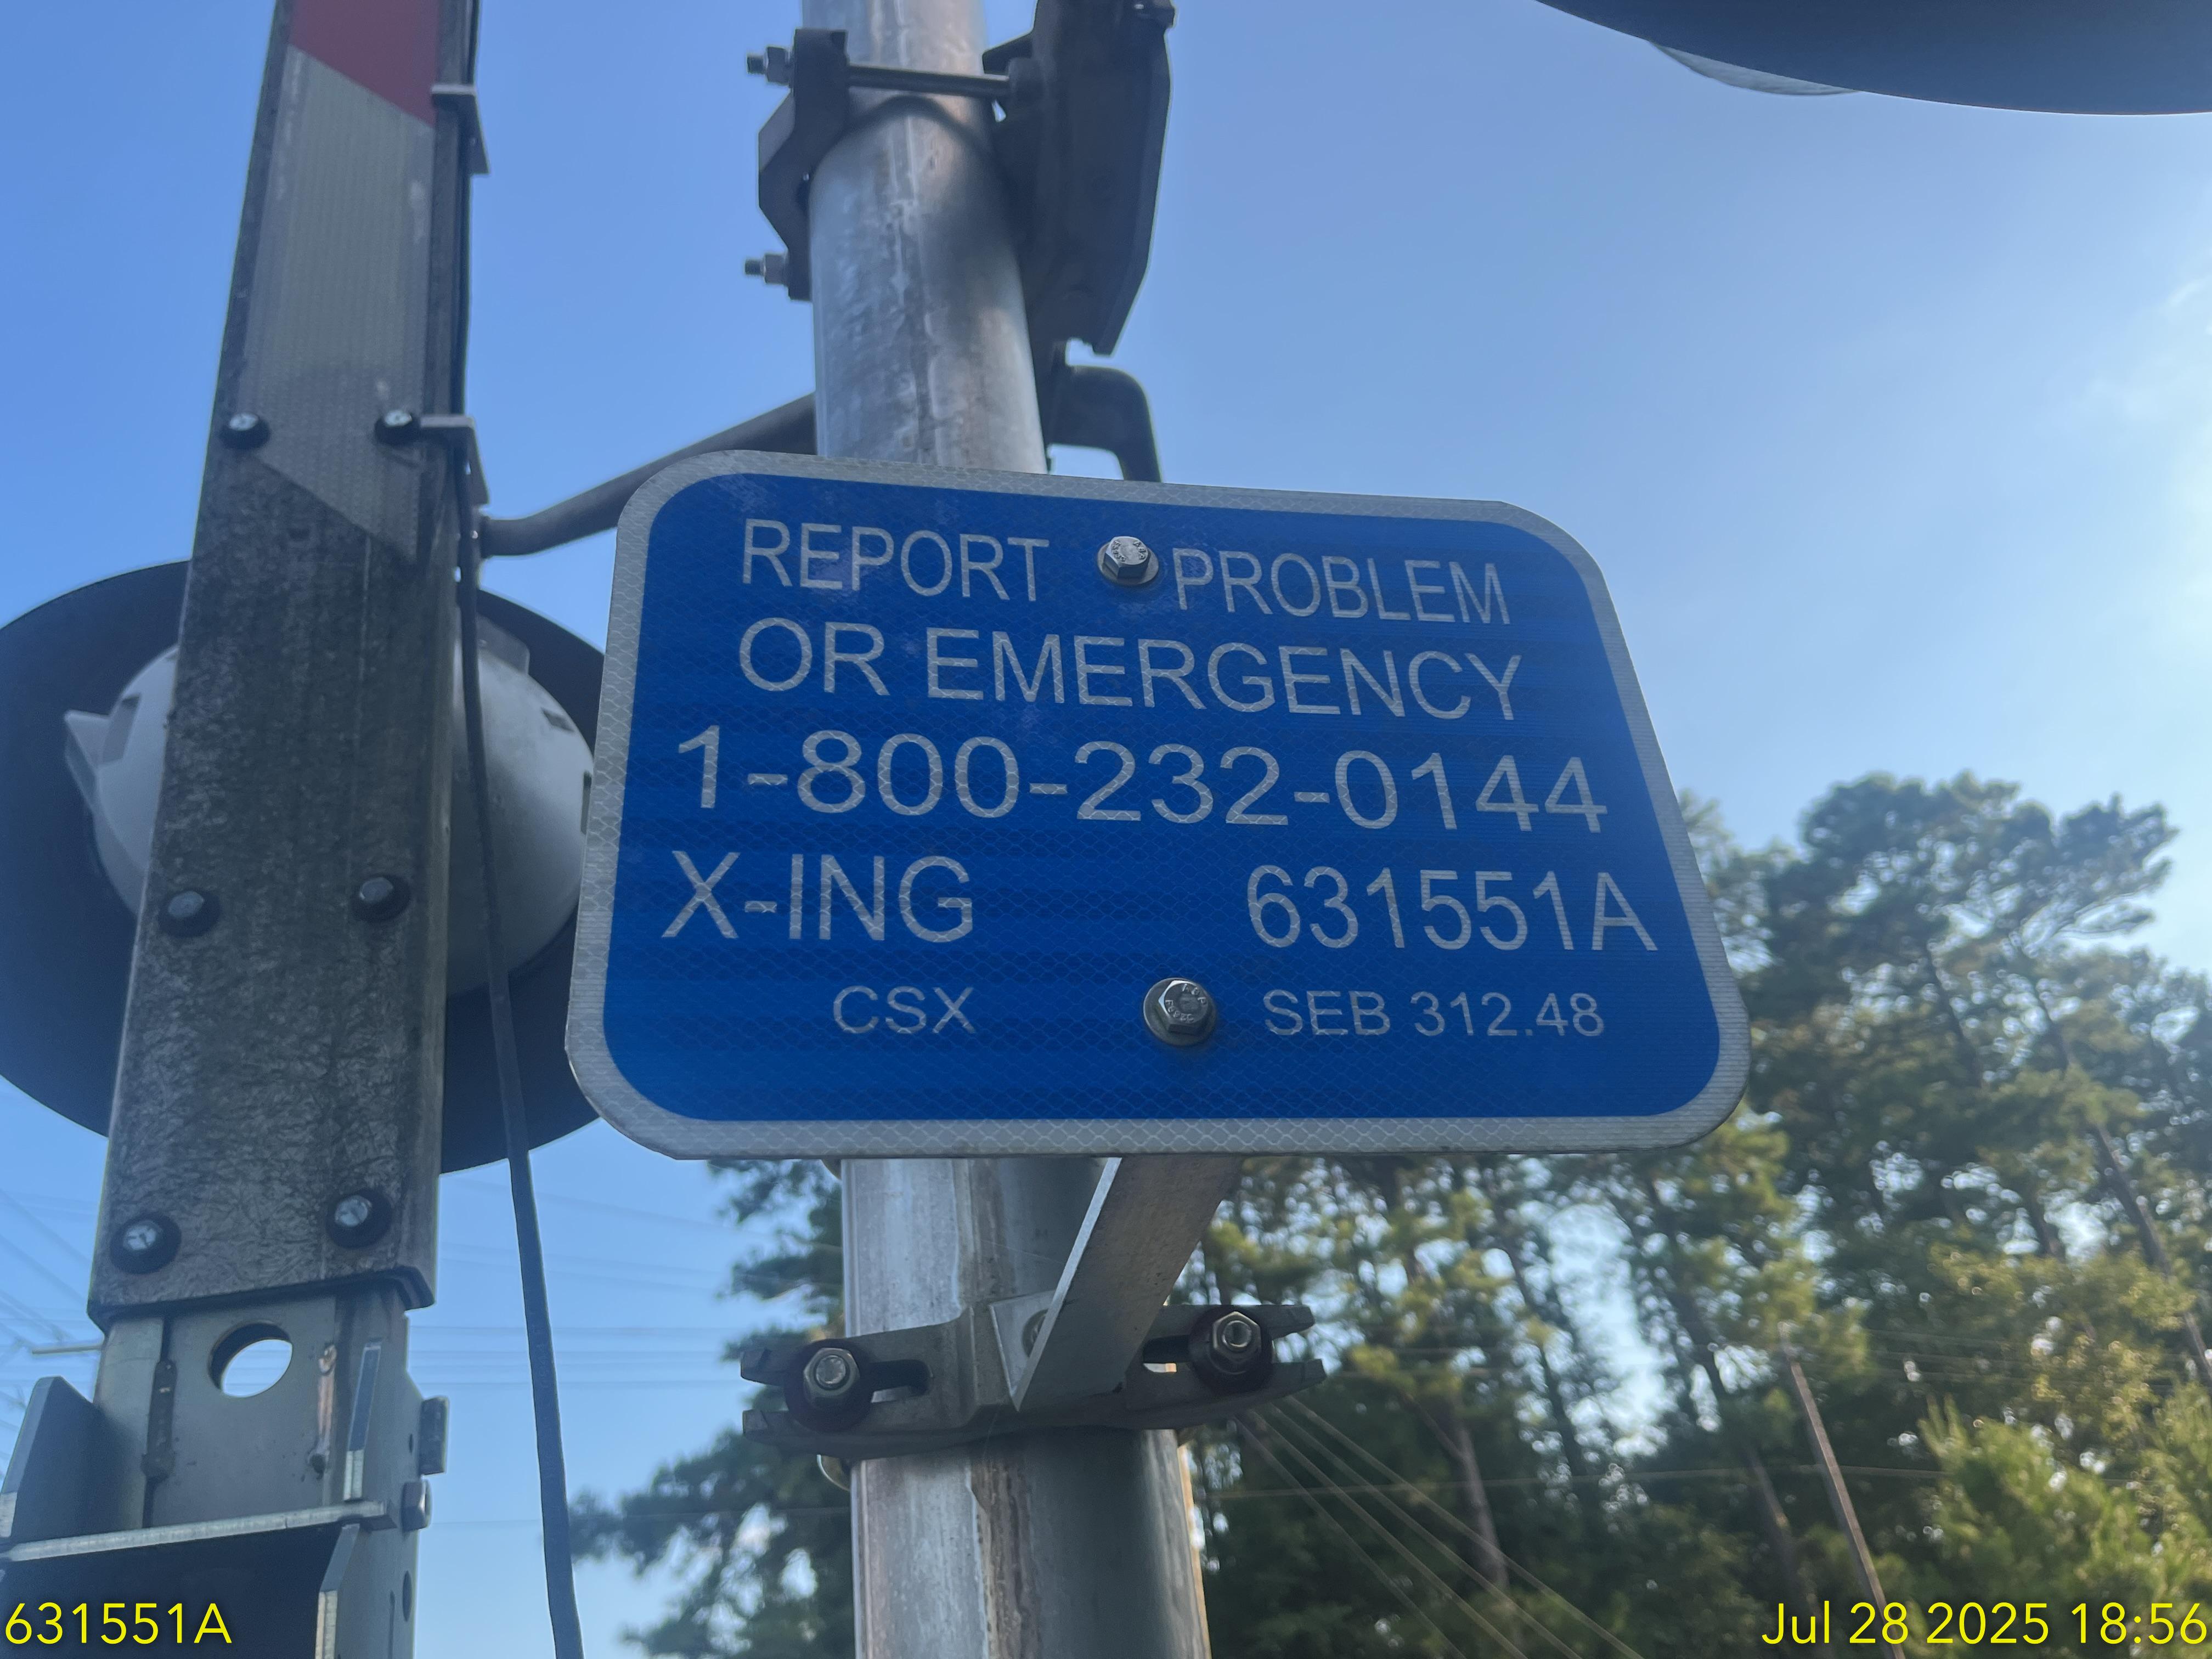 REPORT PROBLEM
OR EMERGENCY
1-800-232-0144
X-ING 631551A
CSX SEB 312.48
631551A
Jul 28 2025 18:56